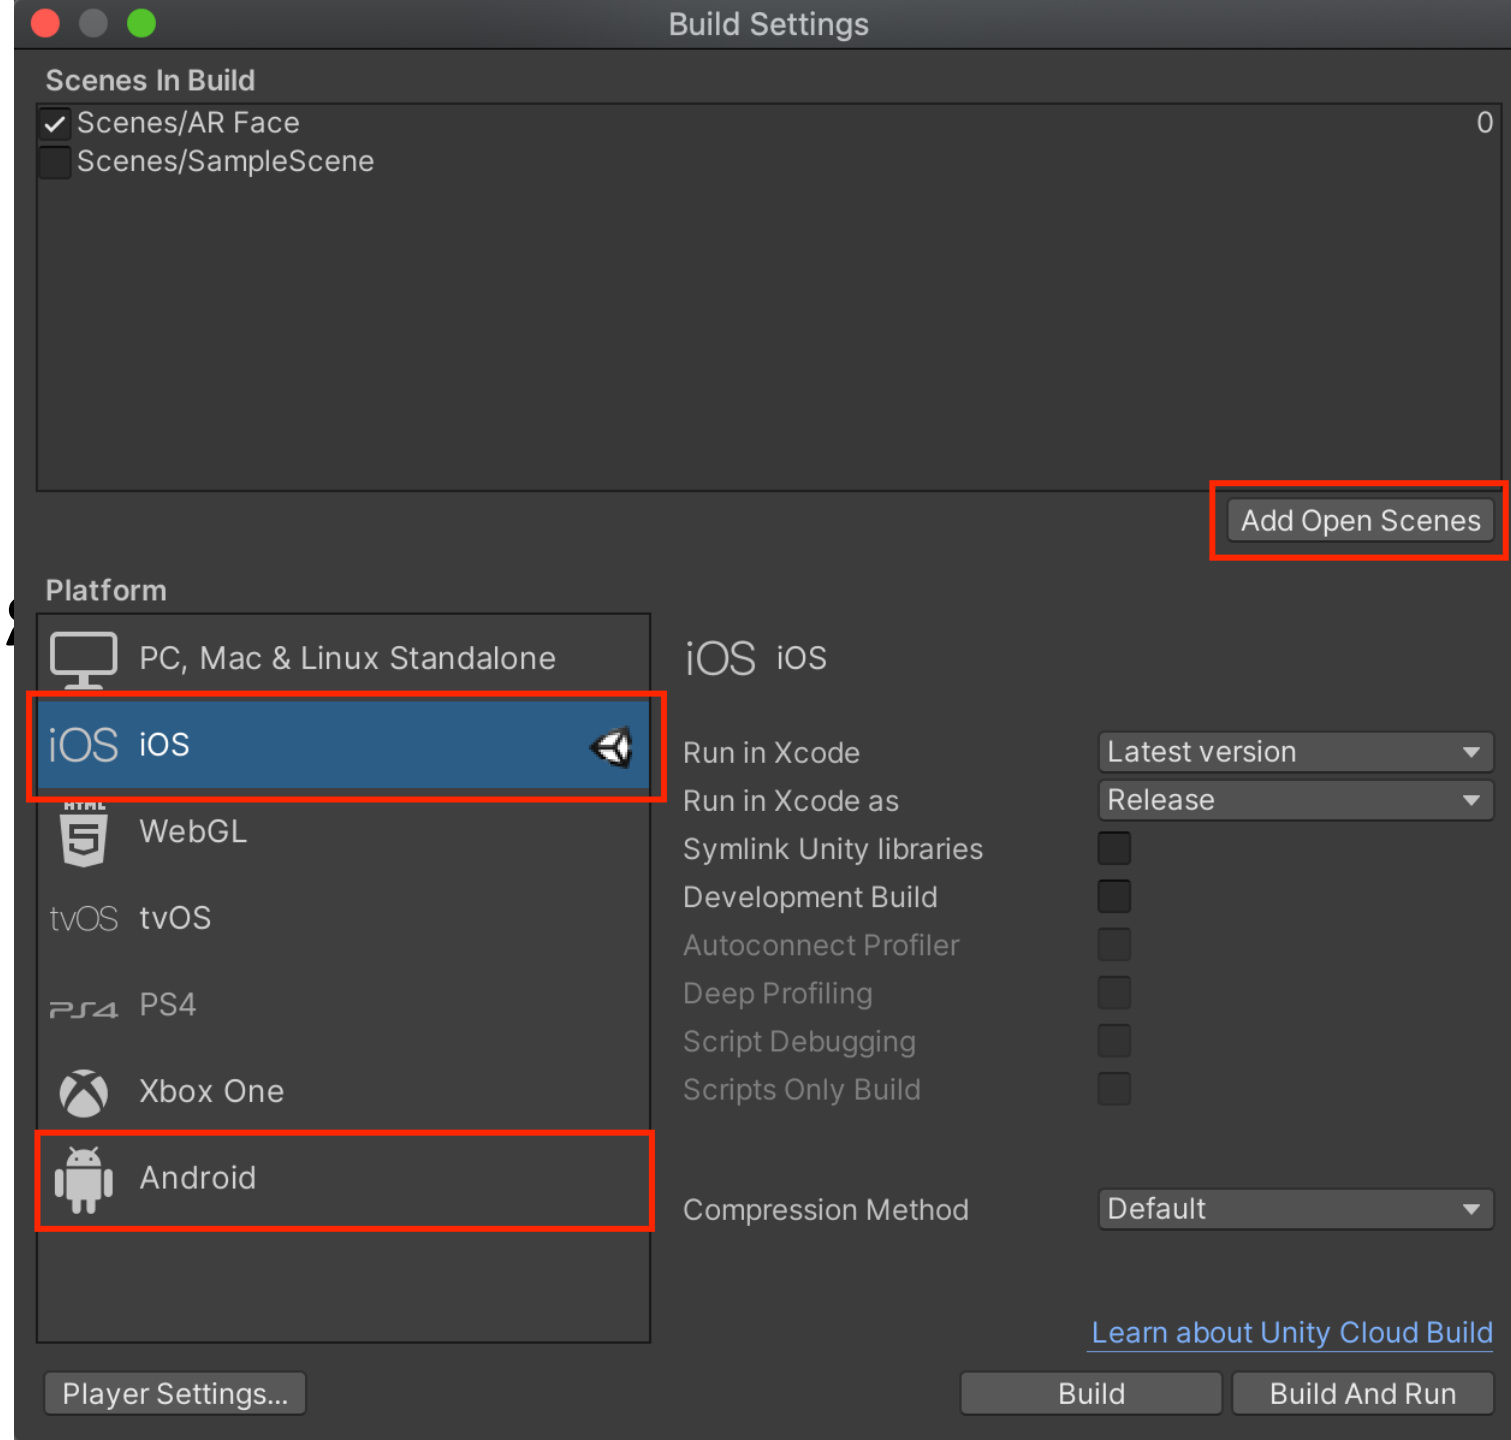 Build Settings
Scenes In Build
Scenes/AR Face 0
Scenes/SampleScene
Add Open Scenes
Platform
PC, Mac & Linux Standalone
iOS iOS
HTML
5 WebGL
tvOS tvOS
PS4 PS4
Xbox One
Android
iOS iOS
Run in Xcode Latest version
Run in Xcode as Release
Symlink Unity libraries
Development Build
Autoconnect Profiler
Deep Profiling
Script Debugging
Scripts Only Build
Compression Method Default
Learn about Unity Cloud Build
Player Settings... Build Build And Run